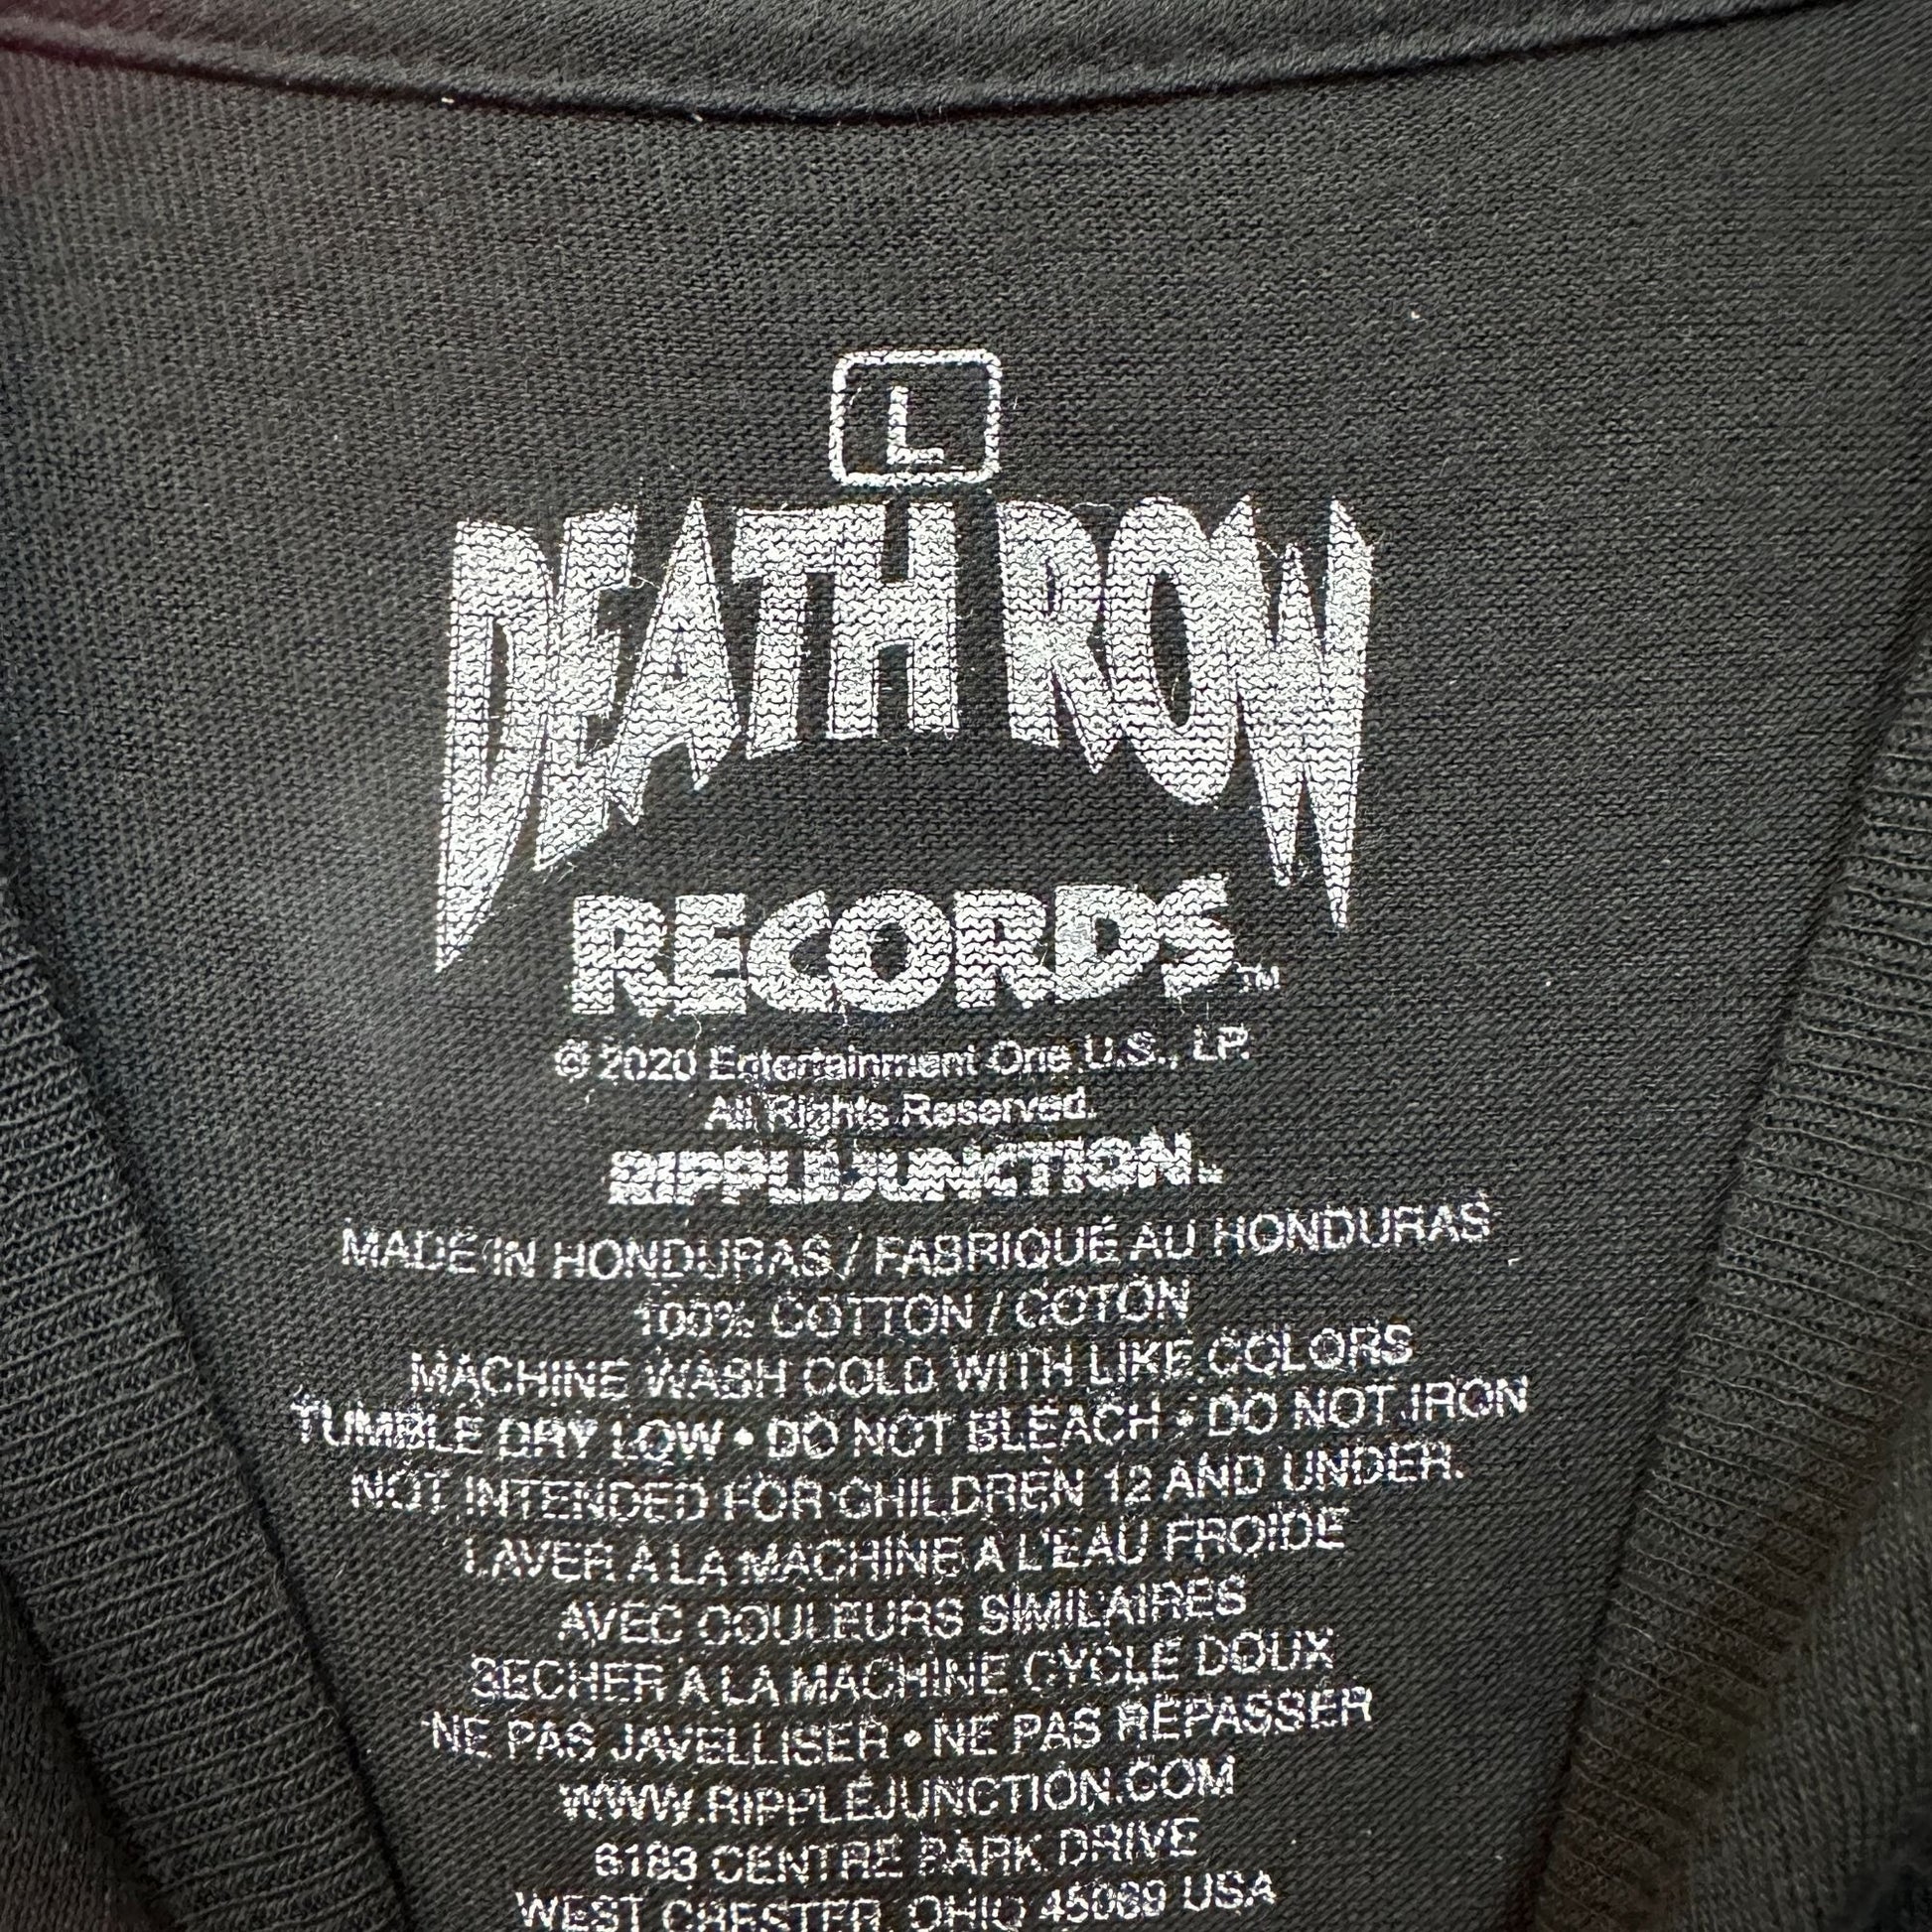 L
DEATH ROW
RECORDS™
© 2020 Entertainment One U.S., LP.
All Rights Reserved.
RIPPLEJUNCTION™
MADE IN HONDURAS / FABRIQUÉ AU HONDURAS
100% COTTON / COTON
MACHINE WASH COLD WITH LIKE COLORS
TUMBLE DRY LOW • DO NOT BLEACH • DO NOT IRON
NOT INTENDED FOR CHILDREN 12 AND UNDER.
LAVER A LA MACHINE A L'EAU FROIDE
AVEC COULEURS SIMILAIRES
SECHER A LA MACHINE CYCLE DOUX
NE PAS JAVELLISER • NE PAS REPASSER
WWW.RIPPLEJUNCTION.COM
6183 CENTRE PARK DRIVE
WEST CHESTER, OHIO 45069 USA